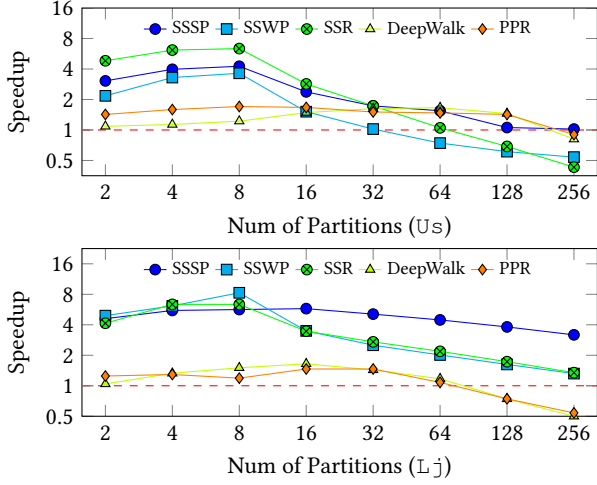 SSSP SSWP SSR DeepWalk PPR
16
8
4
2
1
0.5
Speedup
2 4 8 16 32 64 128 256
Num of Partitions (Us)
SSSP SSWP SSR DeepWalk PPR
16
8
4
2
1
0.5
Speedup
2 4 8 16 32 64 128 256
Num of Partitions (Lj)